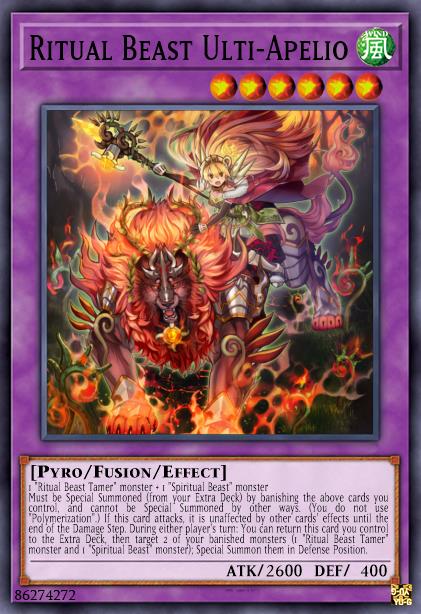 Ritual Beast Ulti-Apelio
WIND
風
[Pyro/Fusion/Effect]
1 "Ritual Beast Tamer" monster + 1 "Spiritual Beast" monster
Must be Special Summoned (from your Extra Deck) by banishing the above cards you
control, and cannot be Special Summoned by other ways. (You do not use
"Polymerization".) If this card attacks, it is unaffected by other cards' effects until the
end of the Damage Step. During either player's turn: You can return this card you control
to the Extra Deck, then target 2 of your banished monsters (1 "Ritual Beast Tamer"
monster and 1 "Spiritual Beast" monster); Special Summon them in Defense Position.
ATK/2600 DEF/ 400
86274272